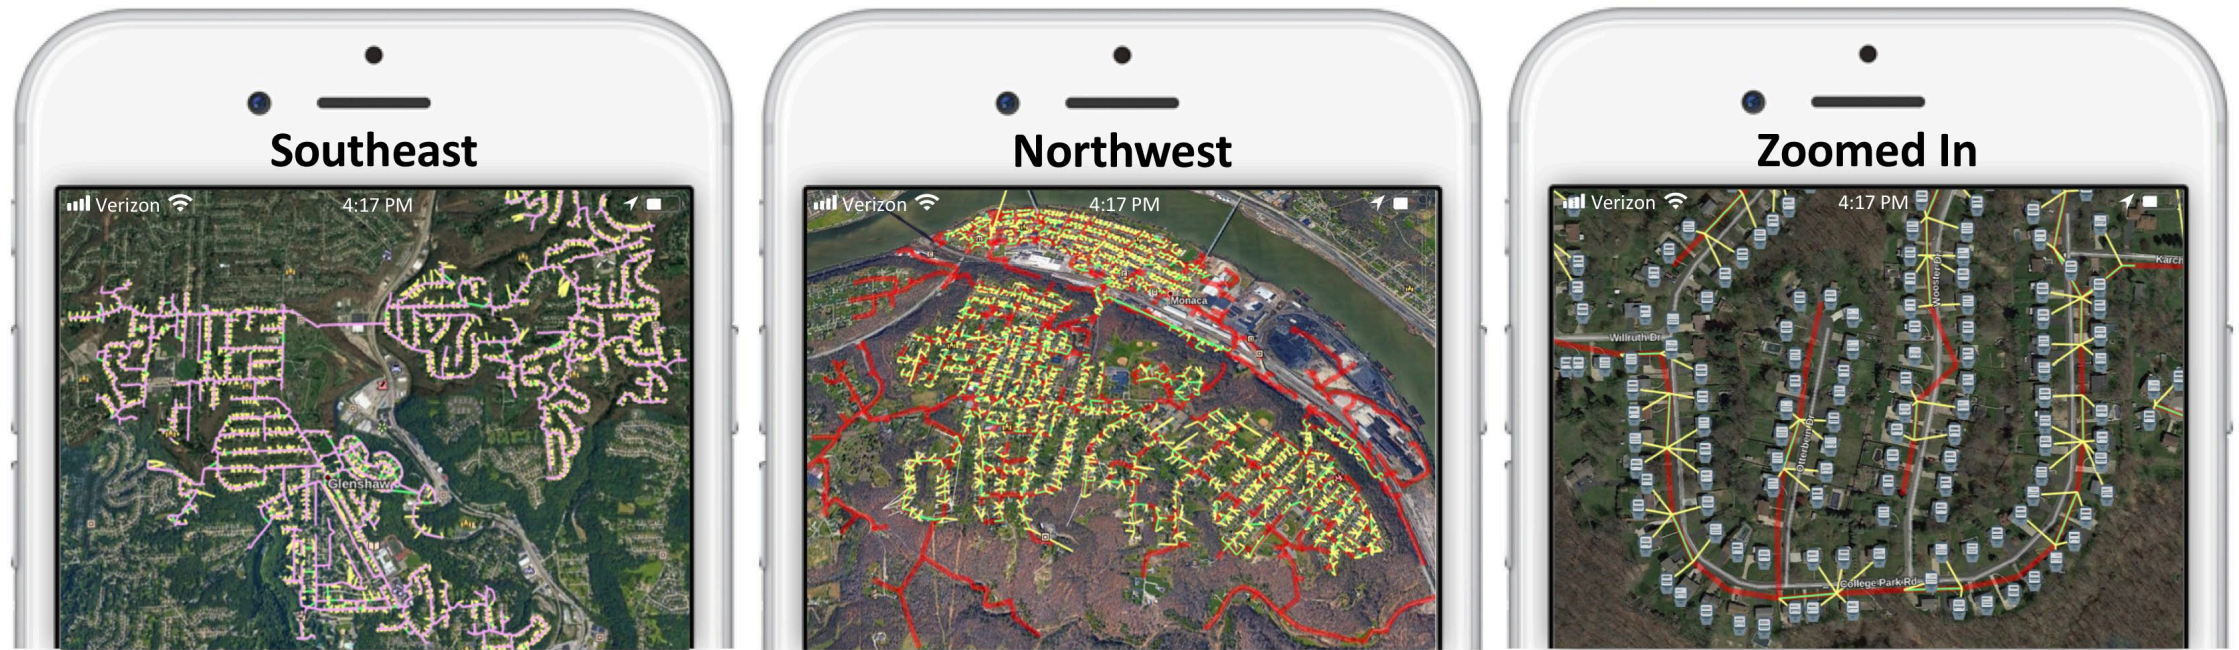 Southeast
Verizon 4:17 PM
Glenshaw
Northwest
Verizon 4:17 PM
Monaca
Zoomed In
Verizon 4:17 PM
Wooster Dr
Karch
Willruth Dr
Otterbein Dr
College Park Rd